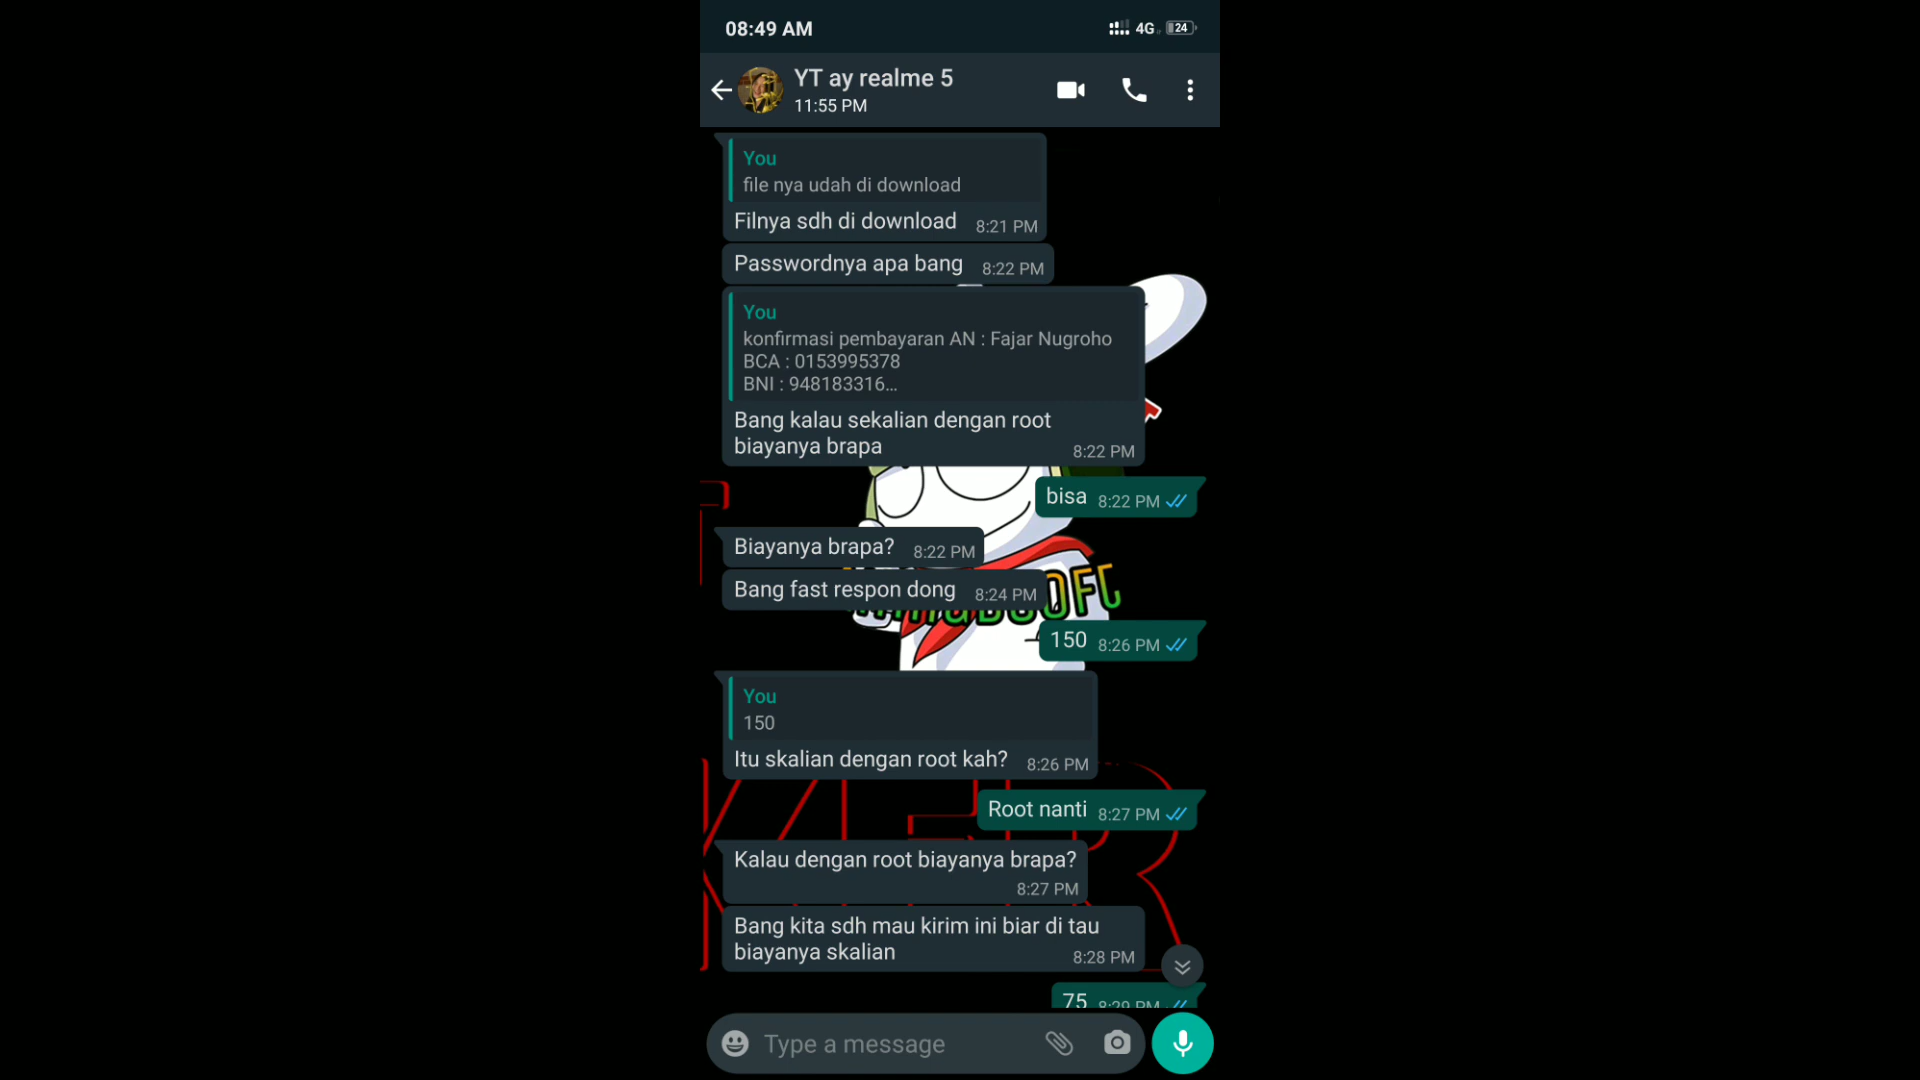 08:49 AM
4G 24
YT ay realme 5
11:55 PM
You
file nya udah di download
Filnya sdh di download 8:21 PM
Passwordnya apa bang 8:22 PM
You
konfirmasi pembayaran AN : Fajar Nugroho
BCA : 0153995378
BNI : 948183316...
Bang kalau sekalian dengan root
biayanya brapa 8:22 PM
bisa 8:22 PM
Biayanya brapa? 8:22 PM
Bang fast respon dong 8:24 PM
150 8:26 PM
You
150
Itu skalian dengan root kah? 8:26 PM
Root nanti 8:27 PM
Kalau dengan root biayanya brapa?
8:27 PM
Bang kita sdh mau kirim ini biar di tau
biayanya skalian 8:28 PM
75 8:29 PM
Type a message